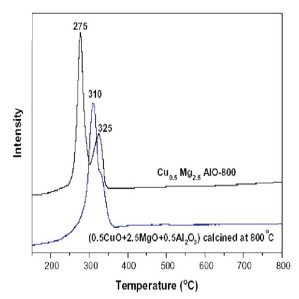 275
310
325
Intensity
Cu0.5 Mg2.5 AlO-800
(0.5CuO+2.5MgO+0.5Al2O3) calcined at 800°C
200 300 400 500 600 700 800
Temperature (°C)